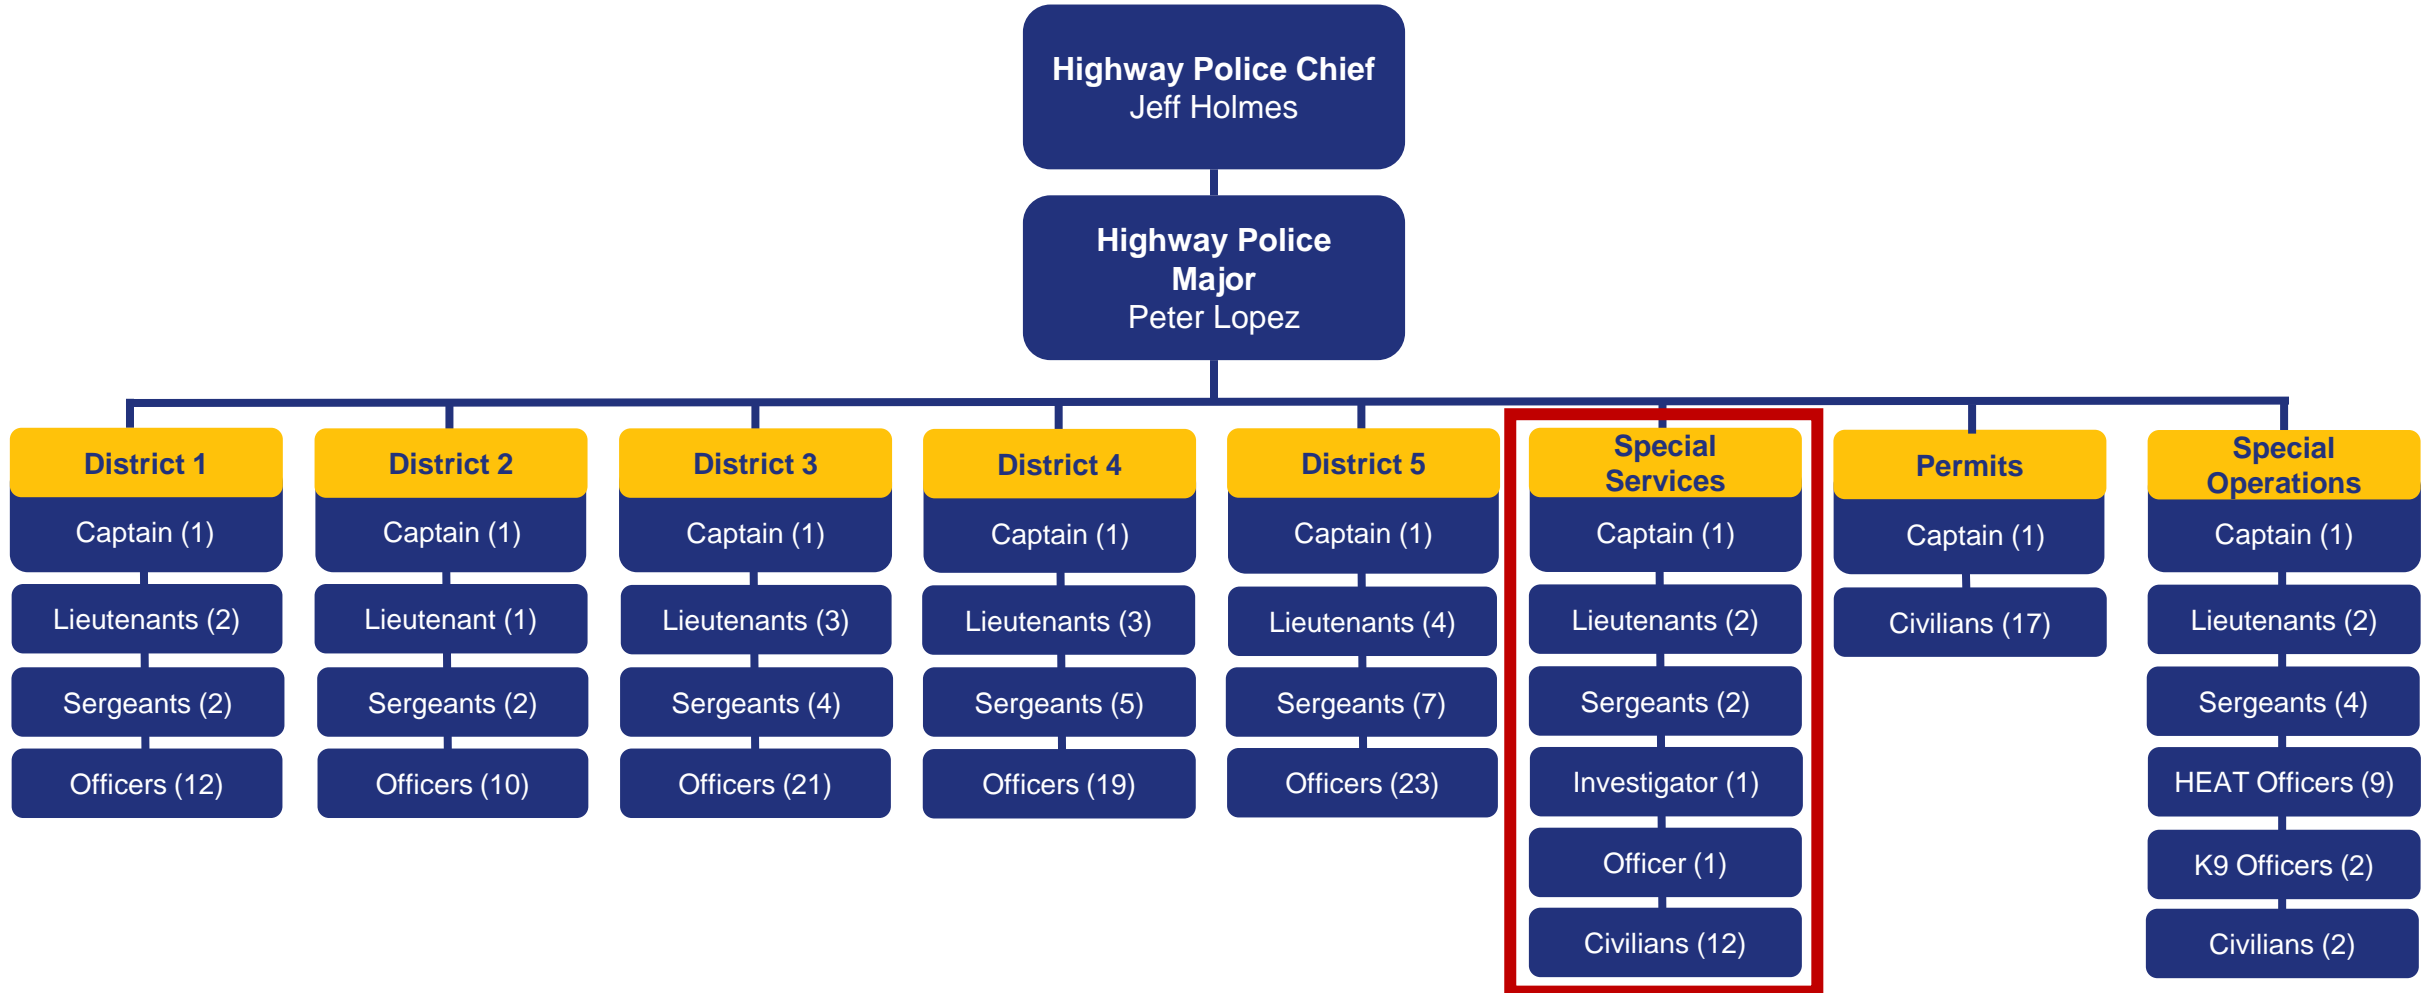 Highway Police Chief
Jeff Holmes
Highway Police
Major
Peter Lopez
District 1
Captain (1)
Lieutenants (2)
Sergeants (2)
Officers (12)
District 2
Captain (1)
Lieutenant (1)
Sergeants (2)
Officers (10)
District 3
Captain (1)
Lieutenants (3)
Sergeants (4)
Officers (21)
District 4
Captain (1)
Lieutenants (3)
Sergeants (5)
Officers (19)
District 5
Captain (1)
Lieutenants (4)
Sergeants (7)
Officers (23)
Special
Services
Captain (1)
Lieutenants (2)
Sergeants (2)
Investigator (1)
Officer (1)
Civilians (12)
Permits
Captain (1)
Civilians (17)
Special
Operations
Captain (1)
Lieutenants (2)
Sergeants (4)
HEAT Officers (9)
K9 Officers (2)
Civilians (2)